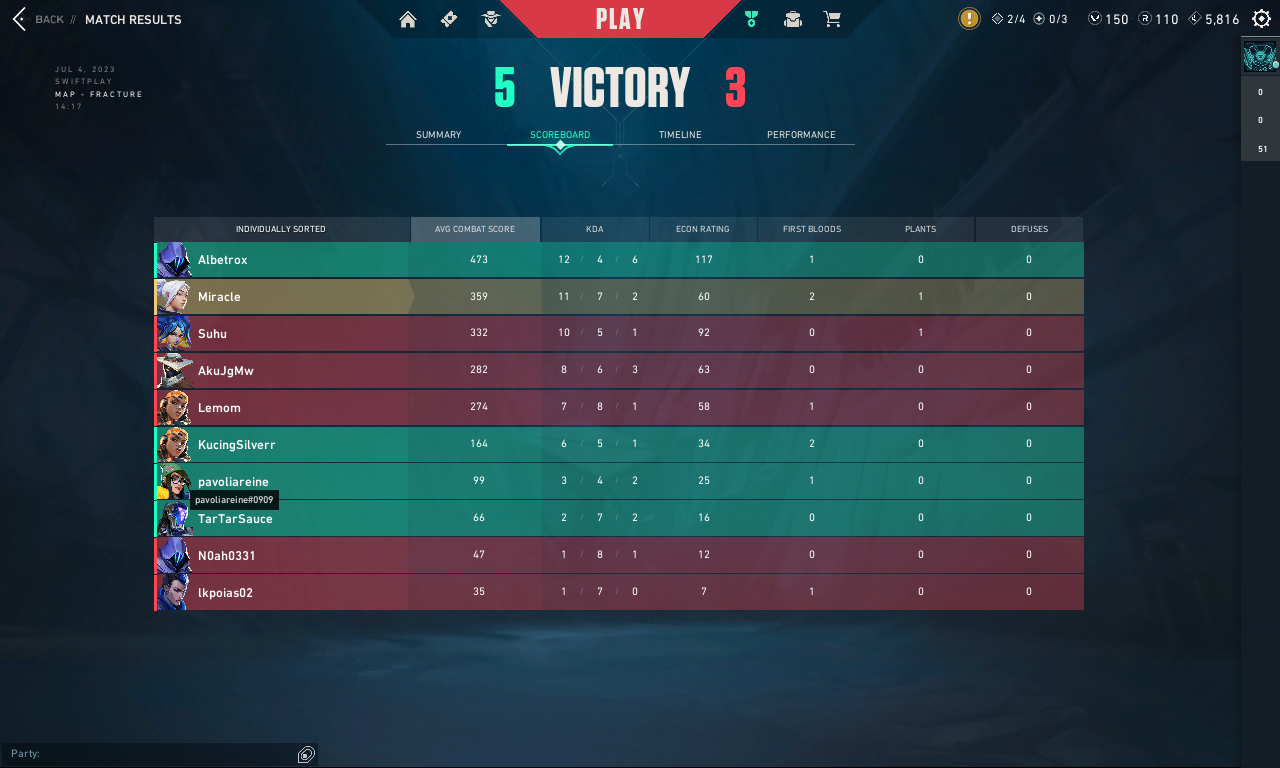 BACK // MATCH RESULTS
PLAY
2/4 0/3 150 110 5,816
JUL 4, 2023
SWIFTPLAY
MAP - FRACTURE
14:17
5 VICTORY 3
SUMMARY SCOREBOARD TIMELINE PERFORMANCE
0
0
51
INDIVIDUALLY SORTED AVG COMBAT SCORE KDA ECON RATING FIRST BLOODS PLANTS DEFUSES
Albetrox 473 12 / 4 / 6 117 1 0 0
Miracle 359 11 / 7 / 2 60 2 1 0
Suhu 332 10 / 5 / 1 92 0 1 0
AkuJgMw 282 8 / 6 / 3 63 0 0 0
Lemom 274 7 / 8 / 1 58 1 0 0
KucingSilverr 164 6 / 5 / 1 34 2 0 0
pavoliareine 99 3 / 4 / 2 25 1 0 0
pavoliareine#0909
TarTarSauce 66 2 / 7 / 2 16 0 0 0
N0ah0331 47 1 / 8 / 1 12 0 0 0
lkpoias02 35 1 / 7 / 0 7 1 0 0
Party: